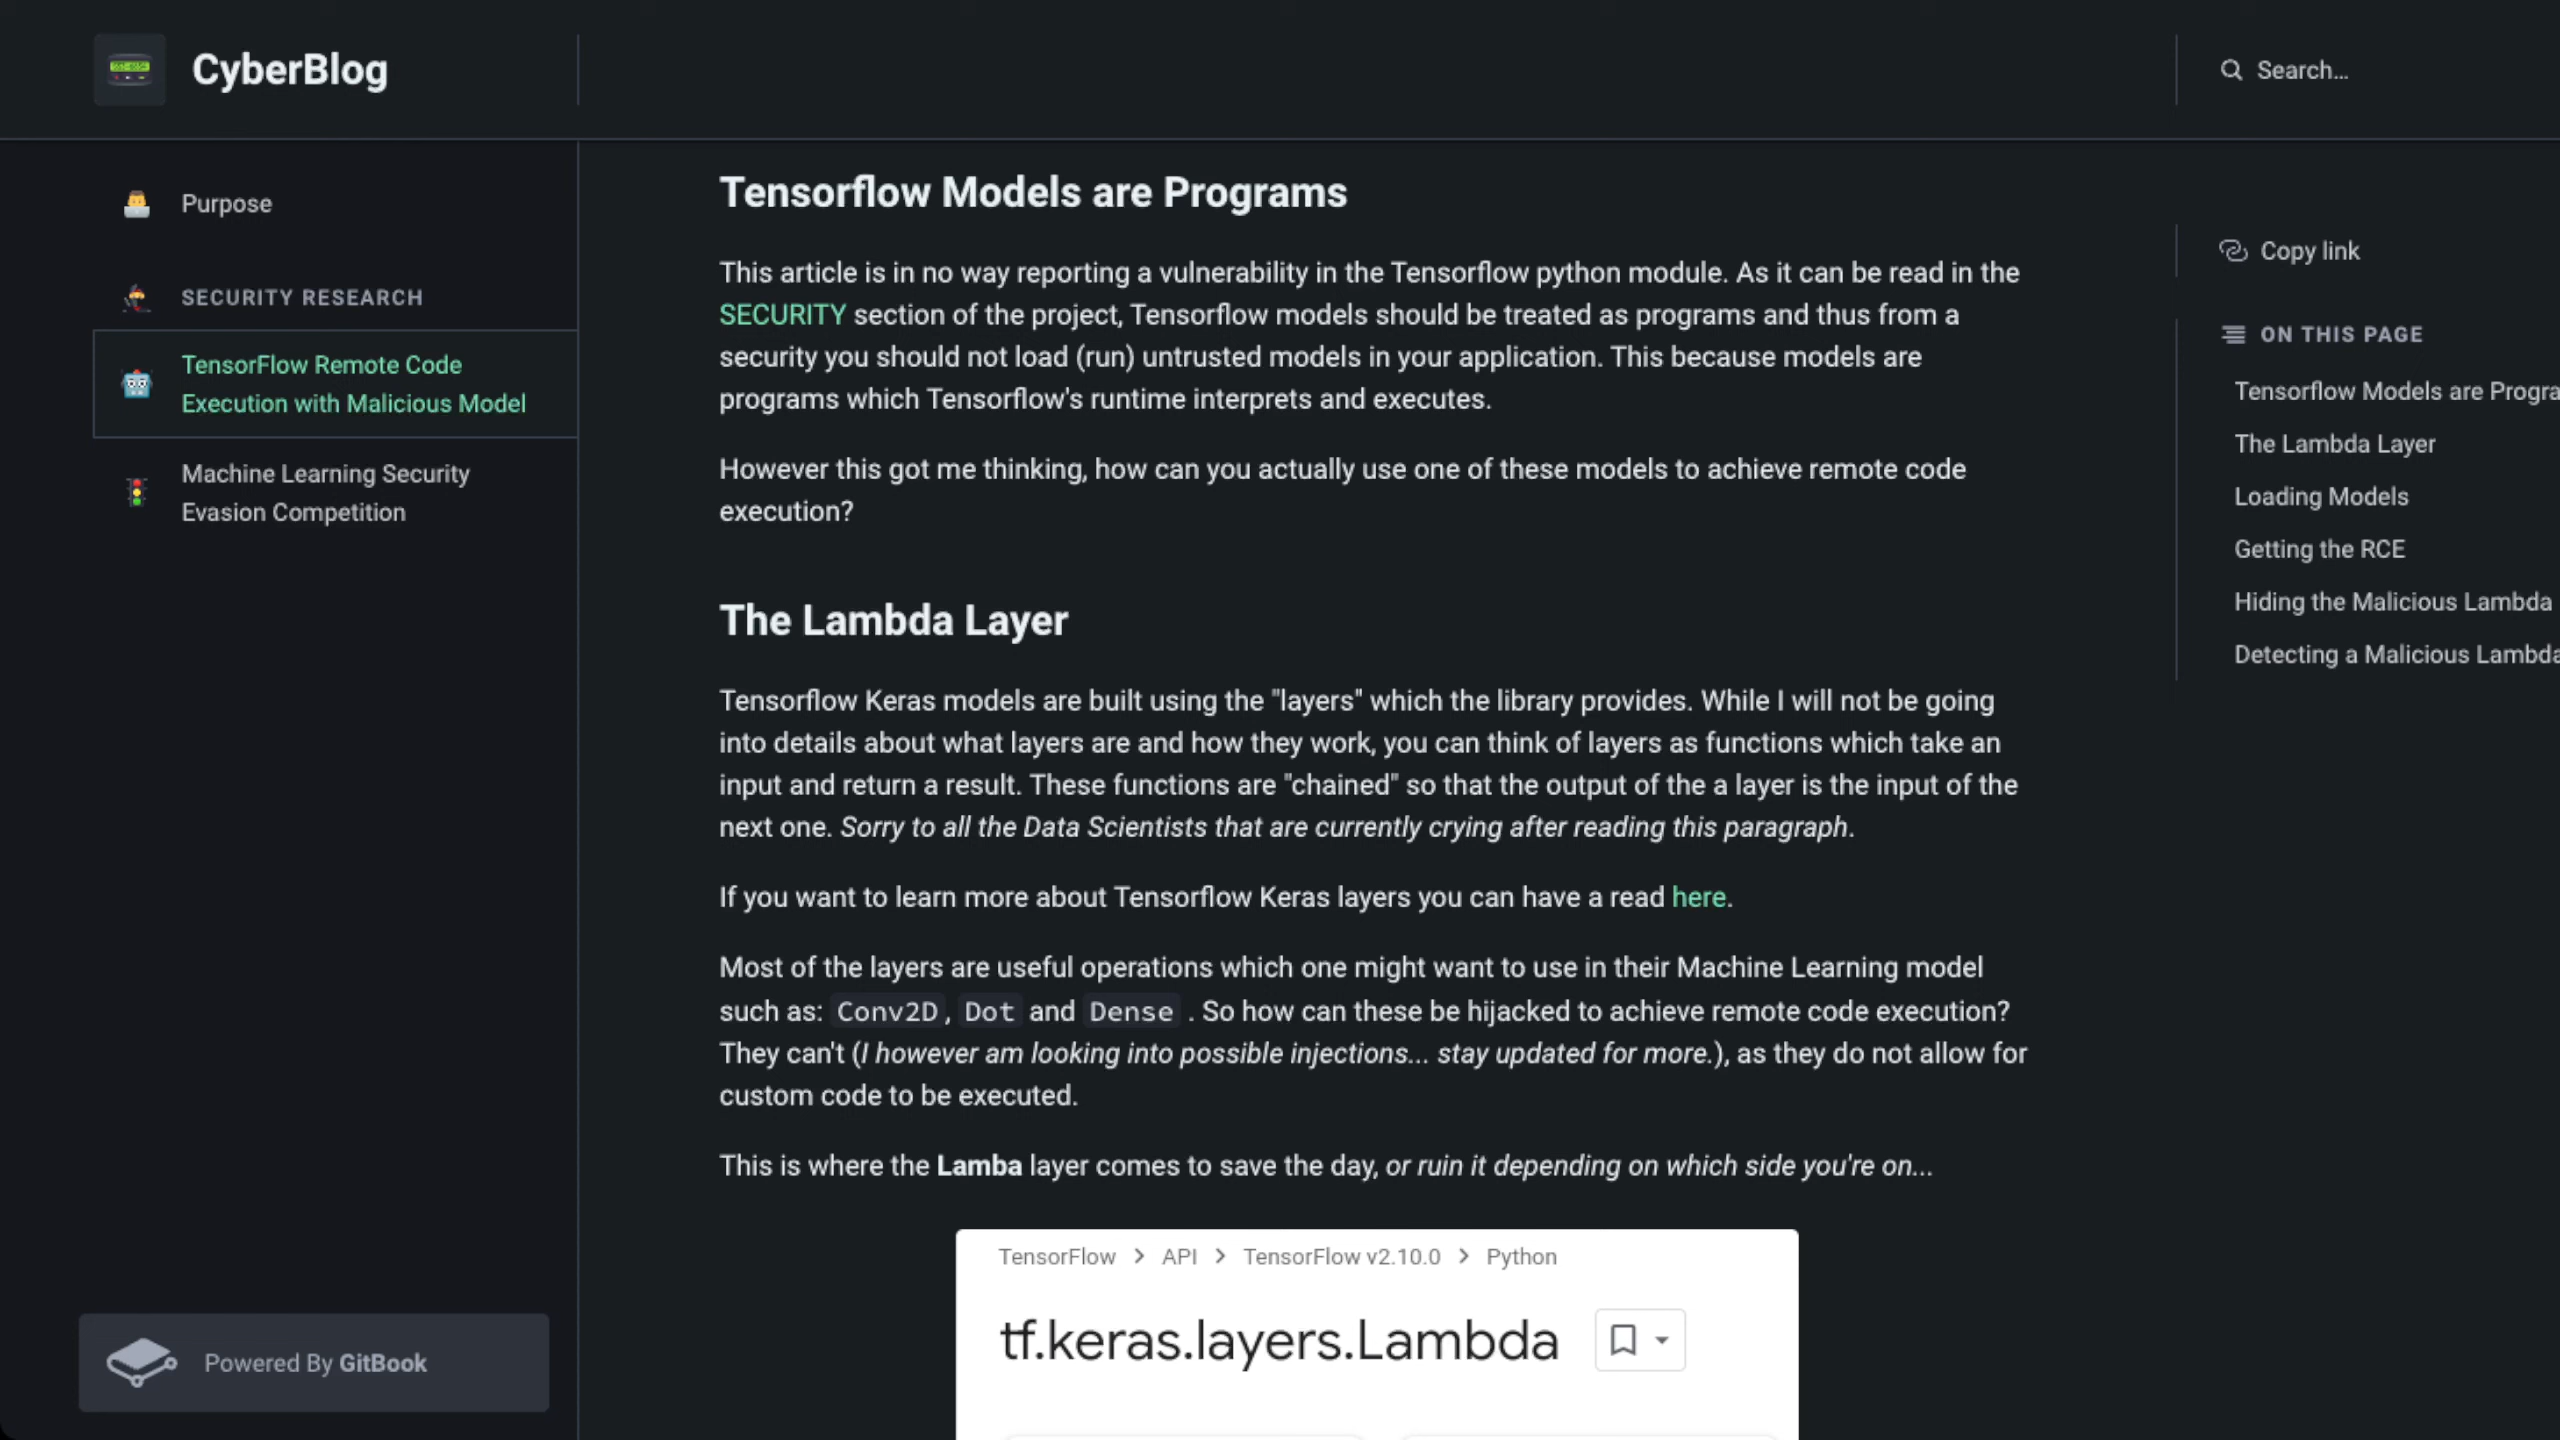 CyberBlog
Search...
Purpose
SECURITY RESEARCH
TensorFlow Remote Code
Execution with Malicious Model
Machine Learning Security
Evasion Competition
Powered By GitBook
Tensorflow Models are Programs
This article is in no way reporting a vulnerability in the Tensorflow python module. As it can be read in the
SECURITY section of the project, Tensorflow models should be treated as programs and thus from a
security you should not load (run) untrusted models in your application. This because models are
programs which Tensorflow's runtime interprets and executes.
However this got me thinking, how can you actually use one of these models to achieve remote code
execution?
The Lambda Layer
Tensorflow Keras models are built using the "layers" which the library provides. While I will not be going
into details about what layers are and how they work, you can think of layers as functions which take an
input and return a result. These functions are "chained" so that the output of the a layer is the input of the
next one. Sorry to all the Data Scientists that are currently crying after reading this paragraph.
If you want to learn more about Tensorflow Keras layers you can have a read here.
Most of the layers are useful operations which one might want to use in their Machine Learning model
such as: Conv2D, Dot and Dense . So how can these be hijacked to achieve remote code execution?
They can't (I however am looking into possible injections... stay updated for more.), as they do not allow for
custom code to be executed.
This is where the Lamba layer comes to save the day, or ruin it depending on which side you're on...
TensorFlow > API > TensorFlow v2.10.0 > Python
tf.keras.layers.Lambda
Copy link
ON THIS PAGE
Tensorflow Models are Progra
The Lambda Layer
Loading Models
Getting the RCE
Hiding the Malicious Lambda
Detecting a Malicious Lambda